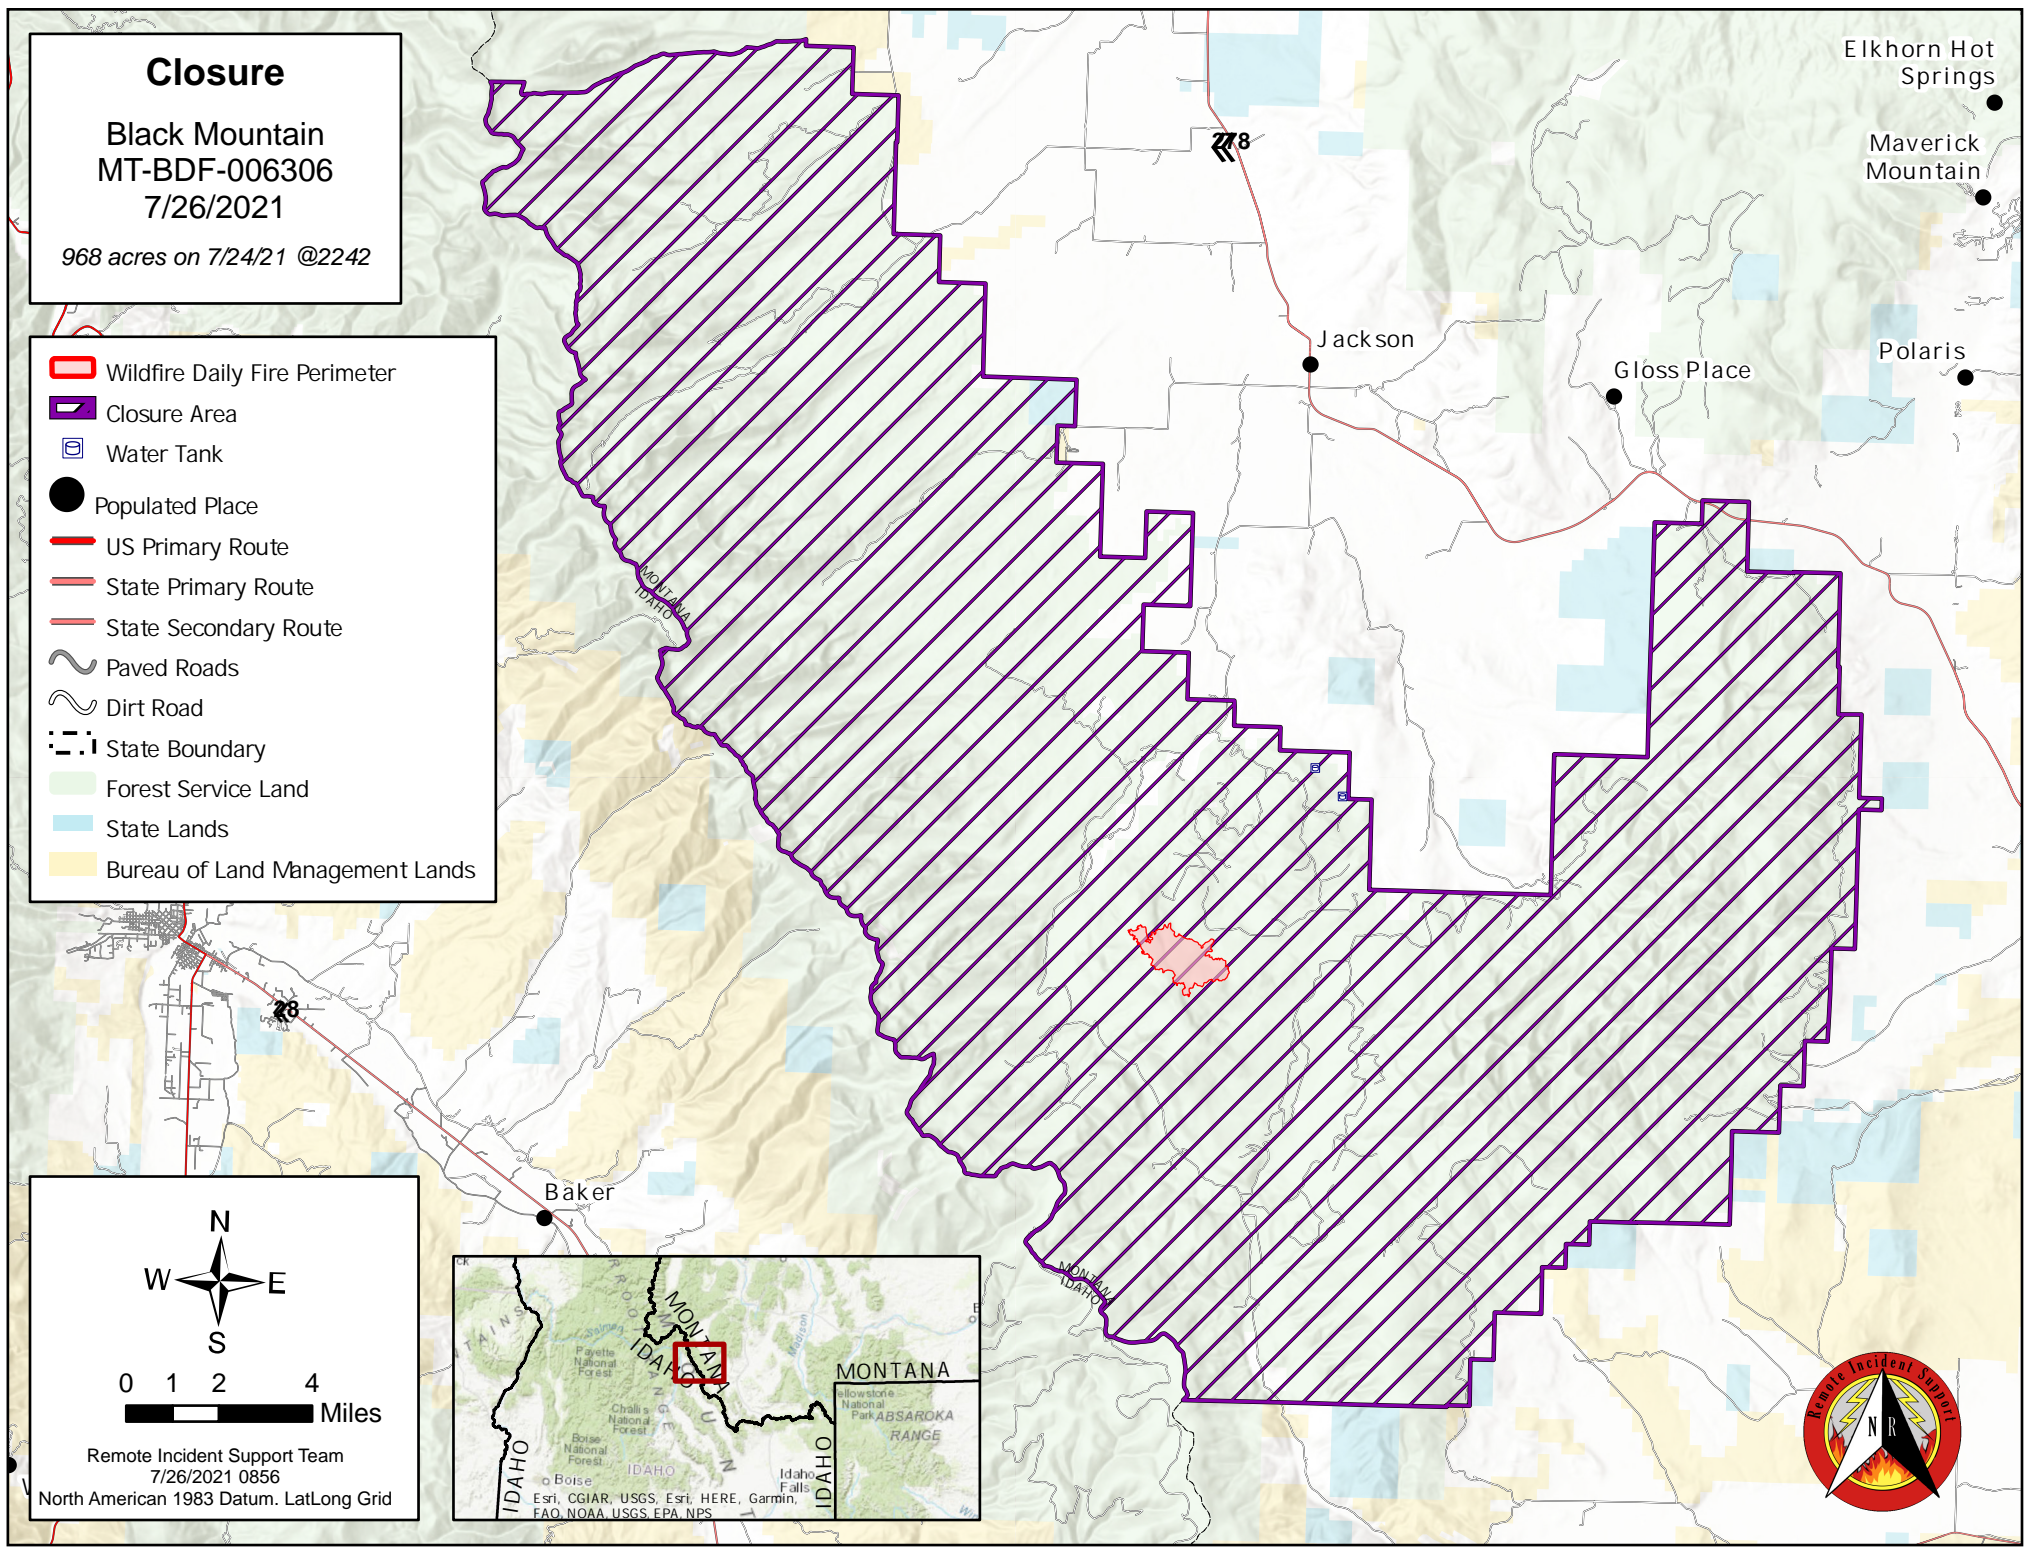 Closure
Black Mountain
MT-BDF-006306
7/26/2021
968 acres on 7/24/21 @2242
Wildfire Daily Fire Perimeter
Closure Area
Water Tank
Populated Place
US Primary Route
State Primary Route
State Secondary Route
Paved Roads
Dirt Road
State Boundary
Forest Service Land
State Lands
Bureau of Land Management Lands
Elkhorn Hot
Springs
Maverick
Mountain
278
Jackson
Gloss Place
Polaris
MONTANA
IDAHO
28
Baker
MONTANA
IDAHO
N
W E
S
0 1 2 4
Miles
Remote Incident Support Team
7/26/2021 0856
North American 1983 Datum. LatLong Grid
MONTANA
IDAHO
Salmon
Madison
Payette
National
Forest
Challis
National
Forest
Boise
National
Forest
IDAHO
Boise
Idaho
Falls
IDAHO
IDAHO
MONTANA
ellowstone
National
Park
ABSAROKA
RANGE
Esri, CGIAR, USGS, Esri, HERE, Garmin,
FAO, NOAA, USGS, EPA, NPS
Remote Incident Support
N R